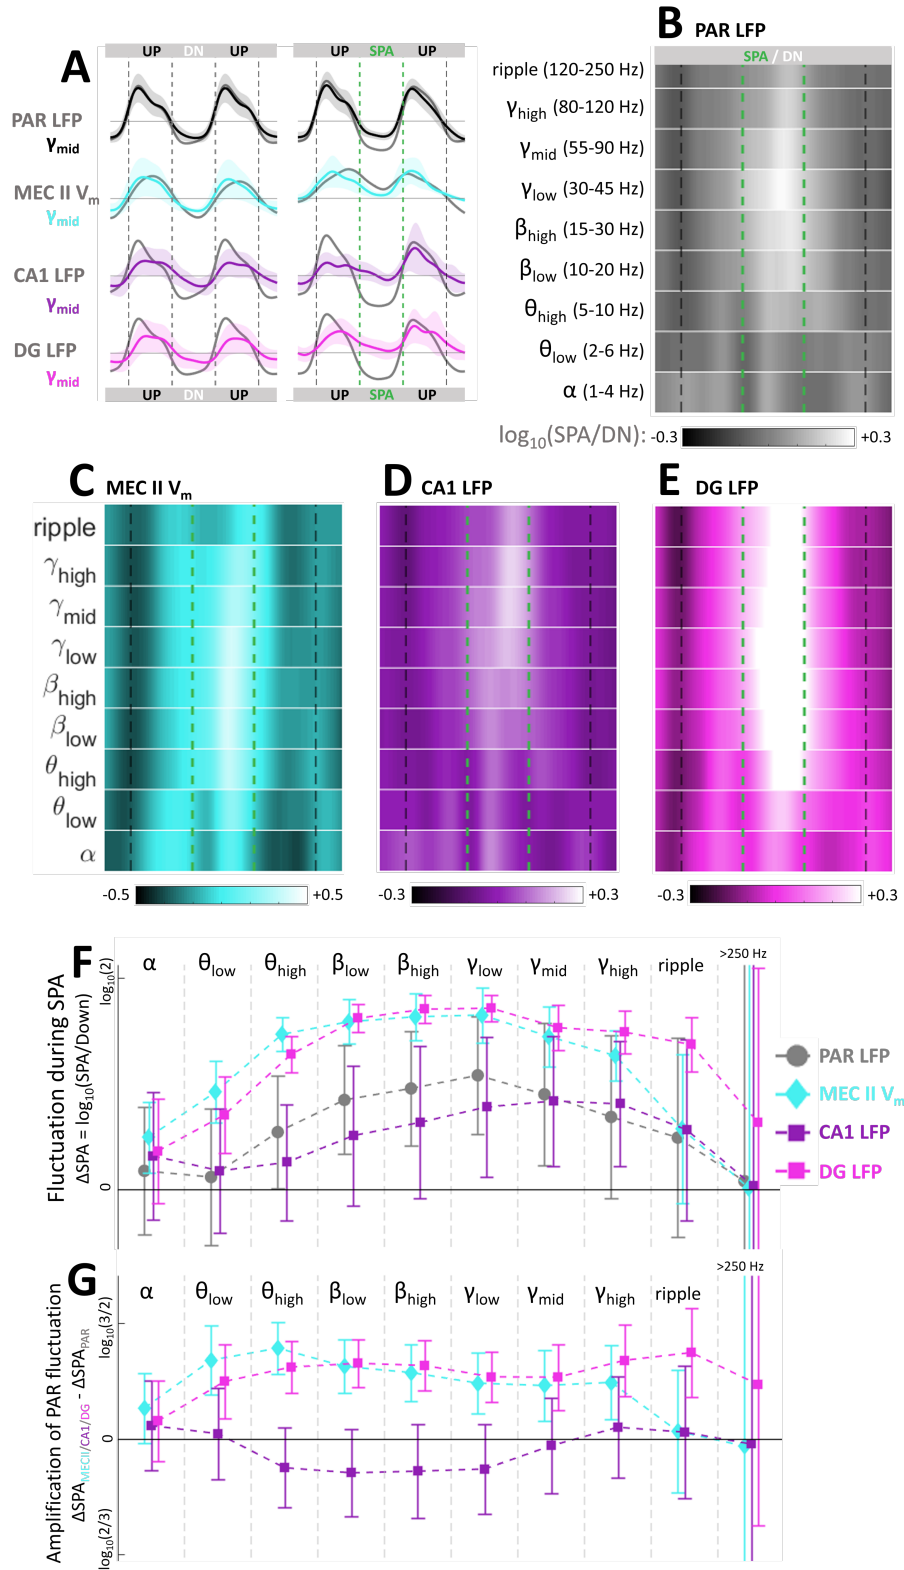 A
UP DN UP UP SPA UP
PAR LFP
γmid
MEC II Vm
γmid
CA1 LFP
γmid
DG LFP
γmid
UP DN UP UP SPA UP
B PAR LFP
SPA / DN
ripple (120-250 Hz)
γhigh (80-120 Hz)
γmid (55-90 Hz)
γlow (30-45 Hz)
βhigh (15-30 Hz)
βlow (10-20 Hz)
θhigh (5-10 Hz)
θlow (2-6 Hz)
α (1-4 Hz)
log10(SPA/DN): -0.3 +0.3
C MEC II Vm
ripple
γhigh
γmid
γlow
βhigh
βlow
θhigh
θlow
α
-0.5 +0.5
D CA1 LFP
-0.3 +0.3
E DG LFP
-0.3 +0.3
F
α θlow θhigh βlow βhigh γlow γmid γhigh ripple >250 Hz
Fluctuation during SPA
ΔSPA = log10(SPA/Down)
log10(2)
0
PAR LFP
MEC II Vm
CA1 LFP
DG LFP
G
α θlow θhigh βlow βhigh γlow γmid γhigh ripple >250 Hz
Amplification of PAR fluctuation
ΔSPAMECII/CA1/DG - ΔSPAPAR
log10(3/2)
0
log10(2/3)